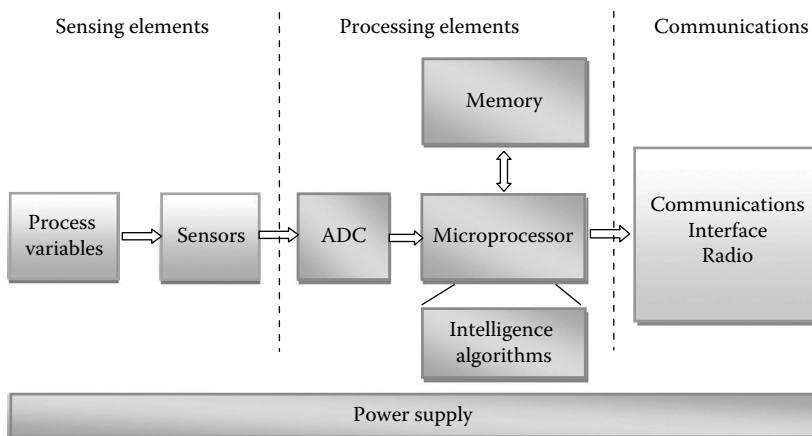 Sensing elements
Processing elements
Communications
Memory
Process
variables
Sensors
ADC
Microprocessor
Communications
Interface
Radio
Intelligence
algorithms
Power supply